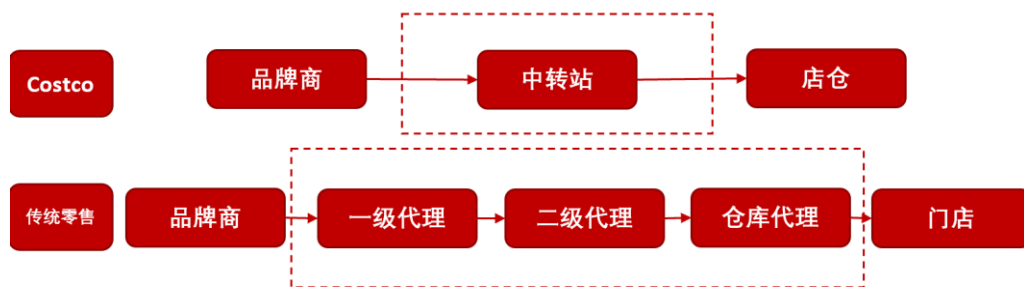 Costco
品牌商
中转站
店仓
传统零售
品牌商
一级代理
二级代理
仓库代理
门店